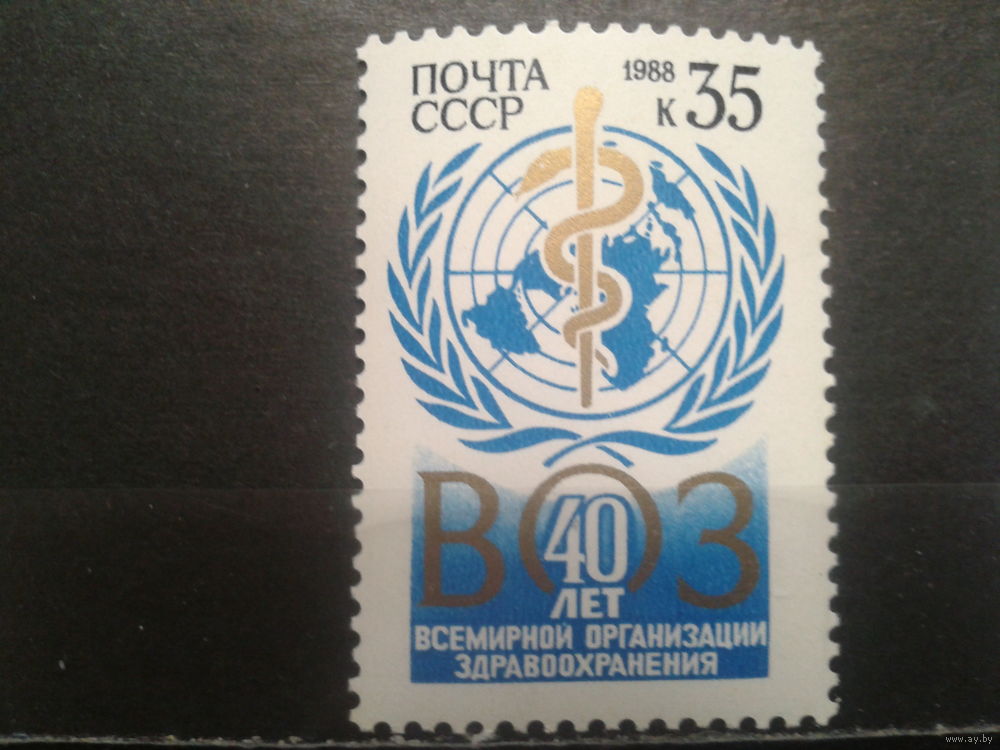 ПОЧТА
СССР
1988
К 35
ВОЗ
40
ЛЕТ
ВСЕМИРНОЙ ОРГАНИЗАЦИИ
ЗДРАВООХРАНЕНИЯ
www.ay.by